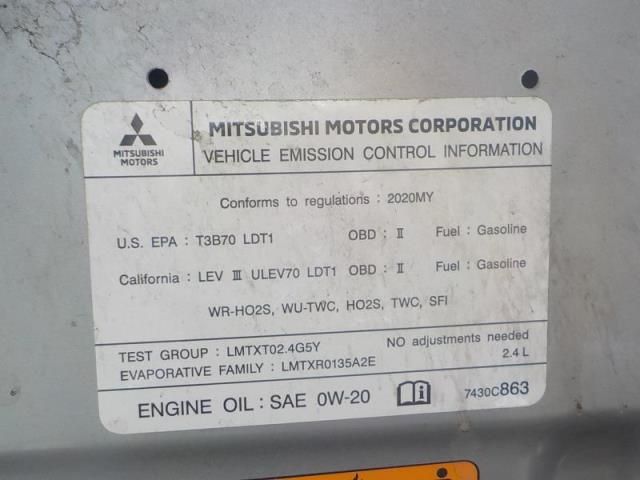 MITSUBISHI
MOTORS
MITSUBISHI MOTORS CORPORATION
VEHICLE EMISSION CONTROL INFORMATION
Conforms to regulations : 2020MY
U.S. EPA : T3B70 LDT1 OBD : Ⅱ Fuel : Gasoline
California : LEV Ⅲ ULEV70 LDT1 OBD : Ⅱ Fuel : Gasoline
WR-HO2S, WU-TWC, HO2S, TWC, SFI
TEST GROUP : LMTXT02.4G5Y NO adjustments needed
EVAPORATIVE FAMILY : LMTXR0135A2E 2.4 L
ENGINE OIL : SAE 0W-20 7430C863